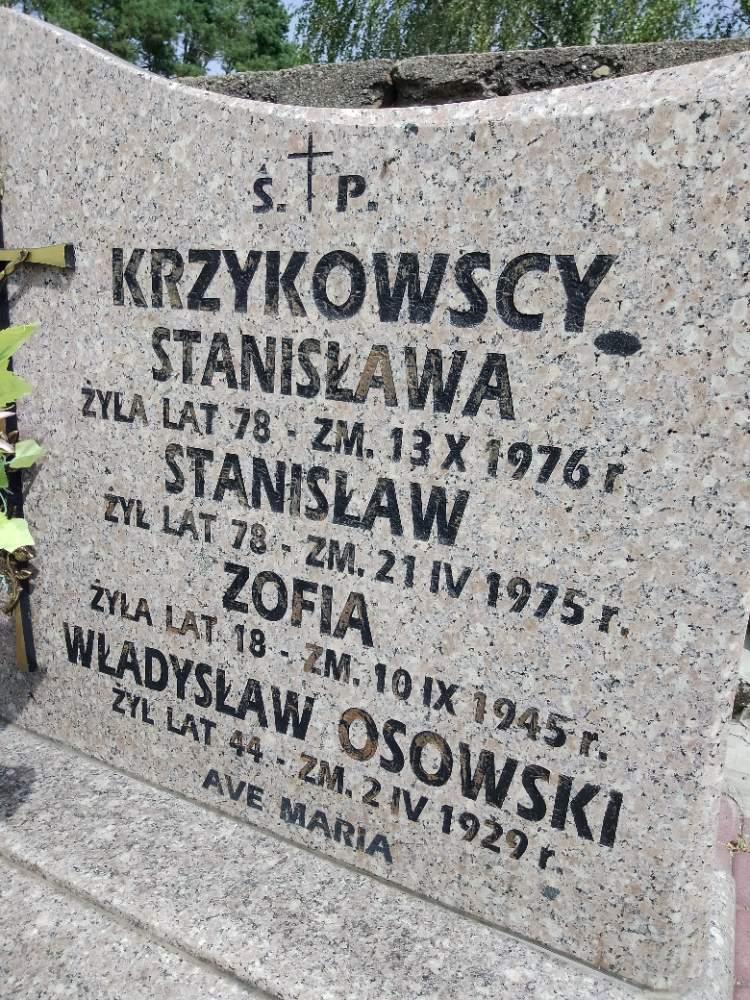 Ś. P.
KRZYKOWSCY
STANISŁAWA
ŻYŁA LAT 78 - ZM. 13 X 1976 r
STANISŁAW
ŻYŁ LAT 78 - ZM. 21 IV 1975 r.
ZOFIA
ŻYŁA LAT 18 - ZM. 10 IX 1945 r.
WŁADYSŁAW OSOWSKI
ŻYŁ LAT 44 - ZM. 2 IV 1929 r.
AVE MARIA